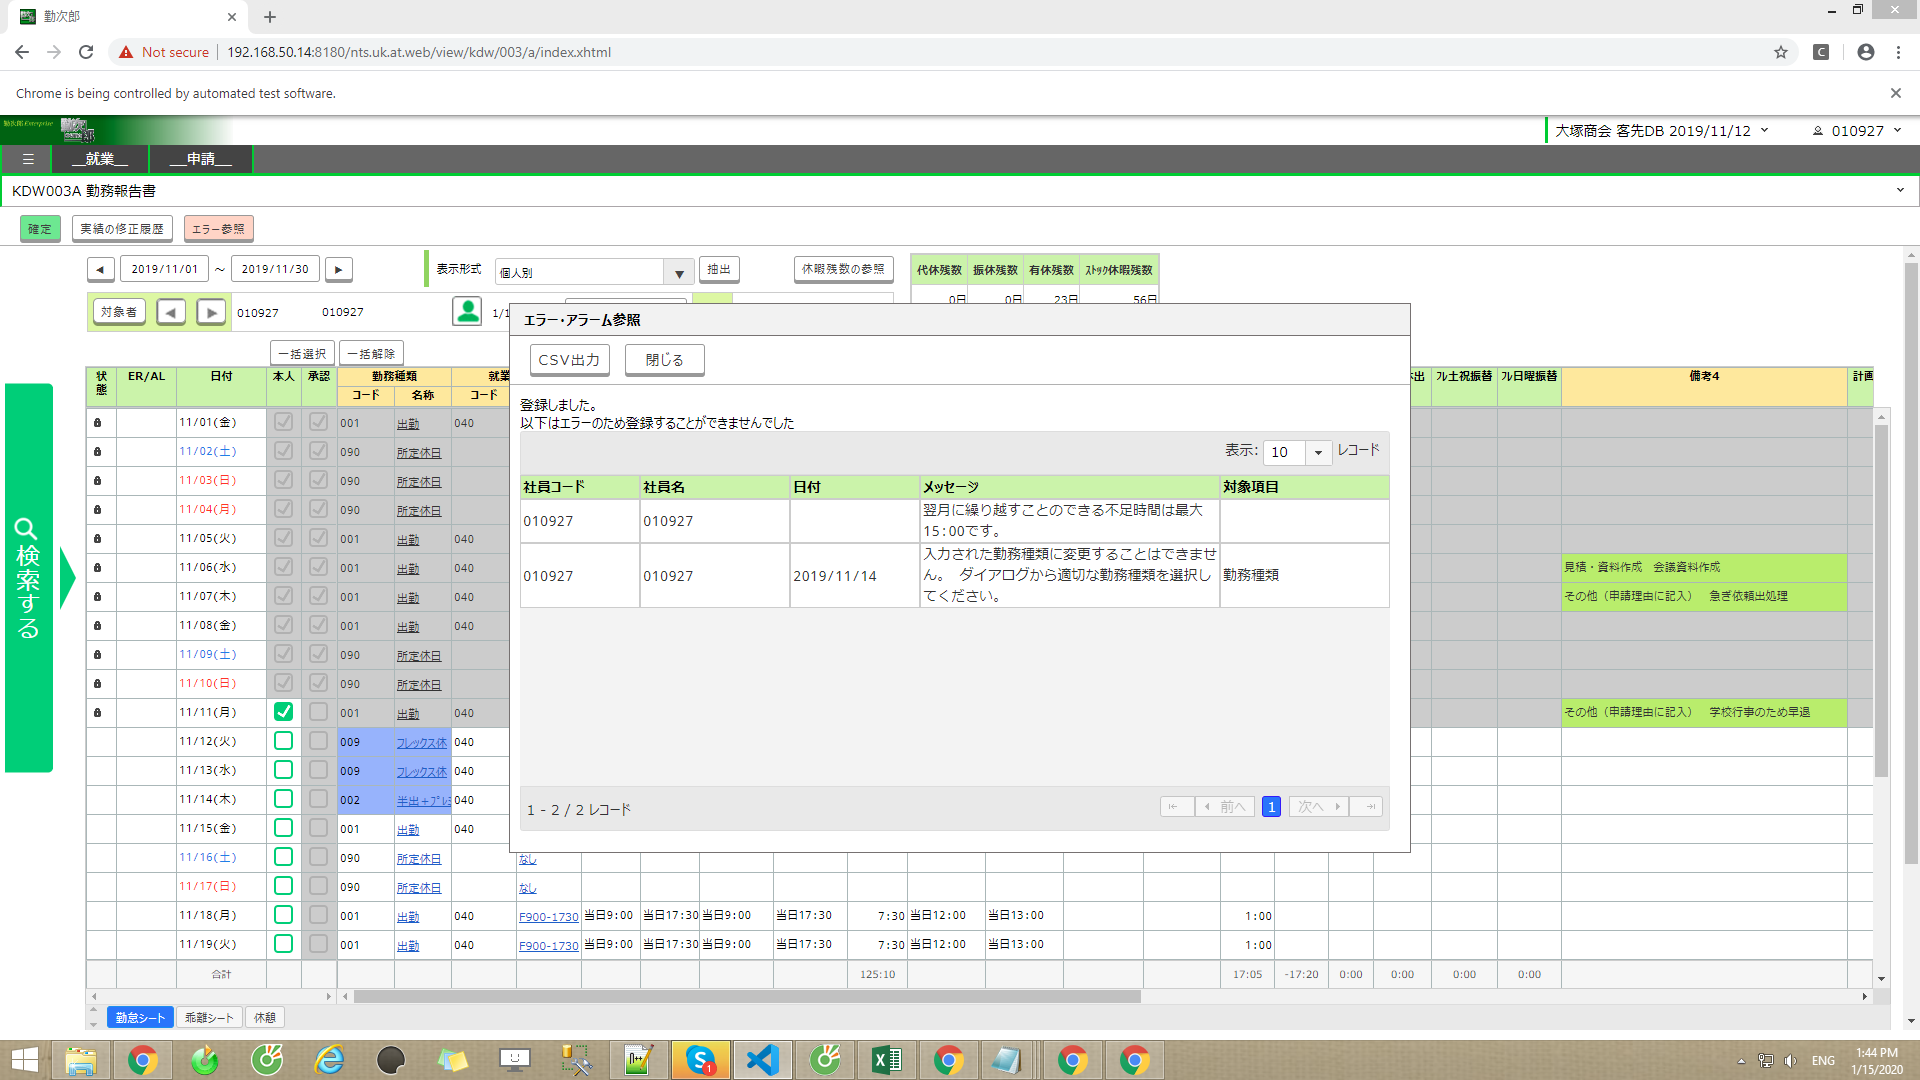 勤次郎
Not secure
192.168.50.14:8180/nts.uk.at.web/view/kdw/003/a/index.xhtml
Chrome is being controlled by automated test software.
勤次郎 Enterprise
大塚商会 客先DB 2019/11/12
010927
__就業__
__申請__
KDW003A 勤務報告書
確定 実績の修正履歴 エラー参照
2019/11/01 ～ 2019/11/30
表示形式 個人別 抽出 休暇残数の参照
代休残数 振休残数 有休残数 ストック休暇残数
0日 0日 23日 56日
対象者 010927 010927
一括選択 一括解除
状態 ER/AL 日付 本人 承認 勤務種類
コード 名称 コード
ﾌﾚ土祝振替 ﾌﾚ日曜振替 備考4
11/01(金) 001 出勤 040
11/02(土) 090 所定休日
11/03(日) 090 所定休日
11/04(月) 090 所定休日
11/05(火) 001 出勤 040
11/06(水) 001 出勤 040 見積・資料作成　会議資料作成
11/07(木) 001 出勤 040 その他（申請理由に記入）　急ぎ依頼出処理
11/08(金) 001 出勤 040
11/09(土) 090 所定休日
11/10(日) 090 所定休日
11/11(月) 001 出勤 040 その他（申請理由に記入）　学校行事のため早退
11/12(火) 009 フレックス休 040
11/13(水) 009 フレックス休 040
11/14(木) 002 040
11/15(金) 001 出勤 040
11/16(土) 090 所定休日 なし
11/17(日) 090 所定休日 なし
11/18(月) 001 出勤 040 F900-1730 当日9:00 当日17:30 当日9:00 当日17:30 7:30 当日12:00 当日13:00 1:00
11/19(火) 001 出勤 040 F900-1730 当日9:00 当日17:30 当日9:00 当日17:30 7:30 当日12:00 当日13:00 1:00
合計 125:10 17:05 -17:20 0:00 0:00 0:00 0:00
勤怠シート 乖離シート 休憩
検索する
エラー・アラーム参照
CSV出力 閉じる
登録しました。
以下はエラーのため登録することができませんでした
表示: 10 レコード
社員コード 社員名 日付 メッセージ 対象項目
010927 010927 翌月に繰り越すことのできる不足時間は最大
15:00です。
010927 010927 2019/11/14 入力された勤務種類に変更することはできませ
ん。　ダイアログから適切な勤務種類を選択し
てください。
勤務種類
1 - 2 / 2 レコード
前へ 1 次へ
ENG
1:44 PM
1/15/2020